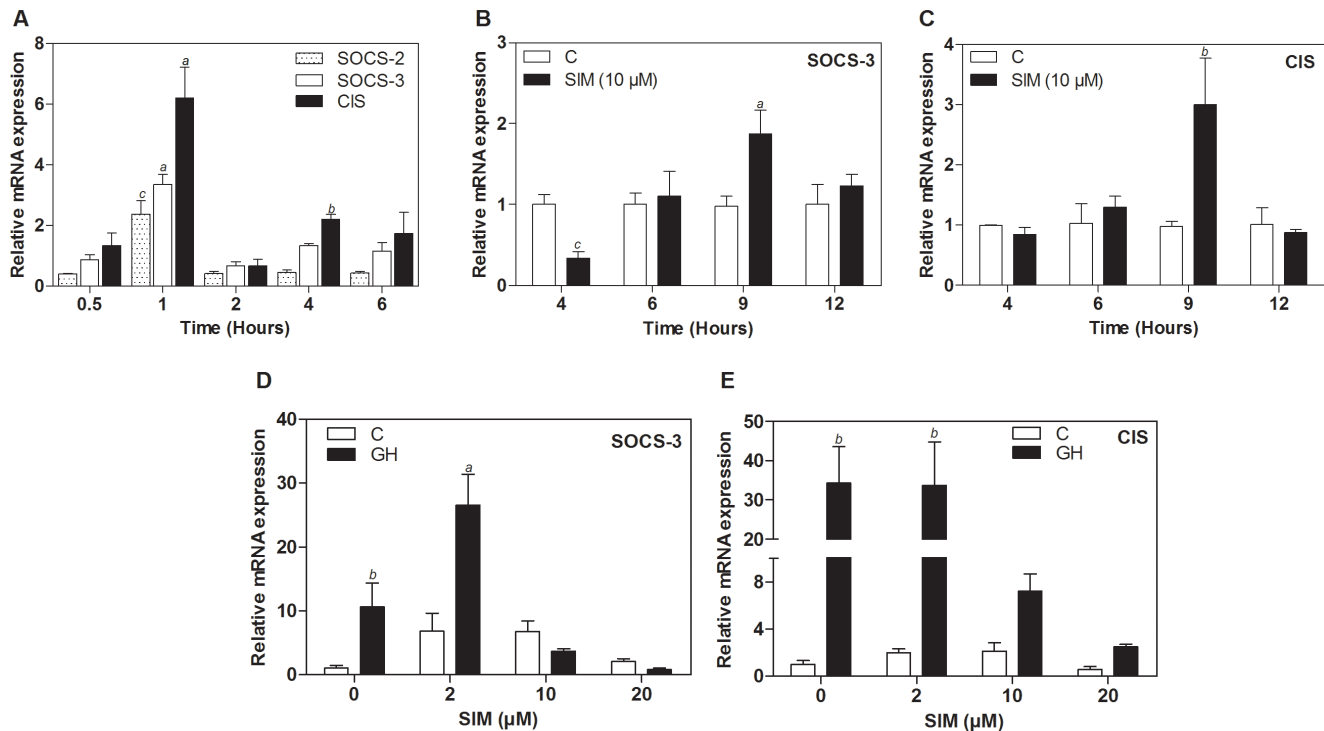 A
Relative mRNA expression
8
6
4
2
0
SOCS-2
SOCS-3
CIS
c
a
a
b
0.5
1
2
4
6
Time (Hours)
B
Relative mRNA expression
3
2
1
0
C
SIM (10 µM)
SOCS-3
c
a
4
6
9
12
Time (Hours)
C
Relative mRNA expression
4
3
2
1
0
C
SIM (10 µM)
CIS
b
4
6
9
12
Time (Hours)
D
Relative mRNA expression
40
30
20
10
0
C
GH
SOCS-3
b
a
0
2
10
20
SIM (µM)
E
Relative mRNA expression
50
40
30
20
8
4
0
C
GH
CIS
b
b
0
2
10
20
SIM (µM)